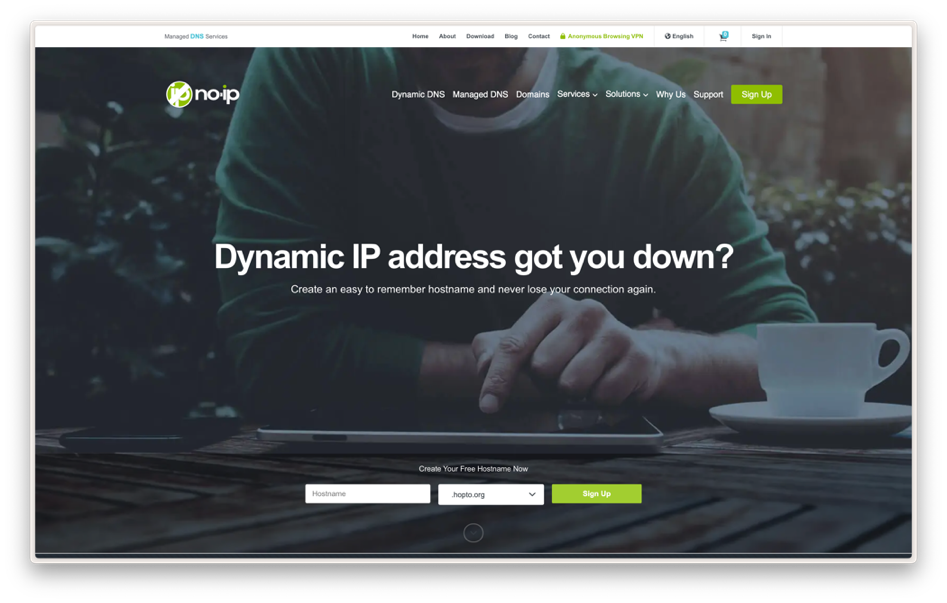 Managed DNS Services
Home About Download Blog Contact Anonymous Browsing VPN English 0 Sign In
no-ip Dynamic DNS Managed DNS Domains Services Solutions Why Us Support Sign Up
Dynamic IP address got you down?
Create an easy to remember hostname and never lose your connection again.
Create Your Free Hostname Now
Hostname .hopto.org Sign Up